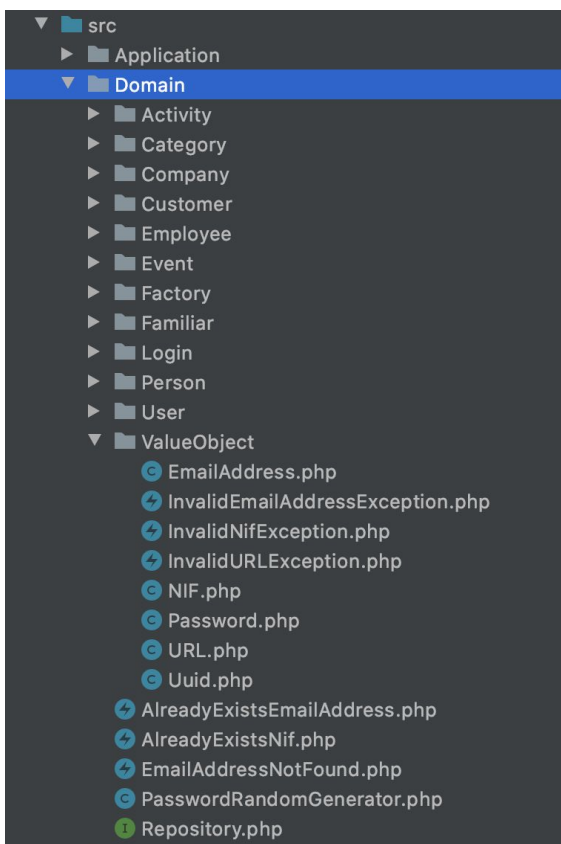 src
Application
Domain
Activity
Category
Company
Customer
Employee
Event
Factory
Familiar
Login
Person
User
ValueObject
EmailAddress.php
InvalidEmailAddressException.php
InvalidNifException.php
InvalidURLException.php
NIF.php
Password.php
URL.php
Uuid.php
AlreadyExistsEmailAddress.php
AlreadyExistsNif.php
EmailAddressNotFound.php
PasswordRandomGenerator.php
Repository.php